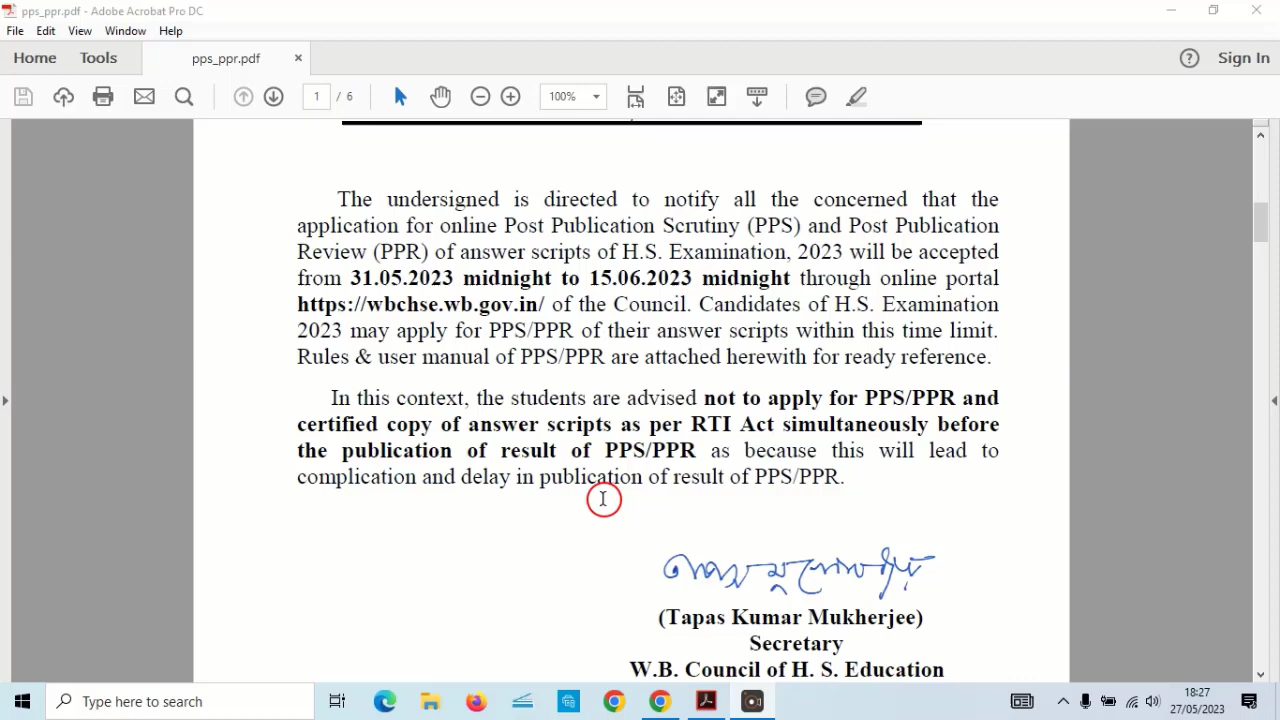 pps_ppr.pdf - Adobe Acrobat Pro DC
File Edit View Window Help
Home Tools pps_ppr.pdf × Sign In
1 / 6 100%
The undersigned is directed to notify all the concerned that the
application for online Post Publication Scrutiny (PPS) and Post Publication
Review (PPR) of answer scripts of H.S. Examination, 2023 will be accepted
from 31.05.2023 midnight to 15.06.2023 midnight through online portal
https://wbchse.wb.gov.in/ of the Council. Candidates of H.S. Examination
2023 may apply for PPS/PPR of their answer scripts within this time limit.
Rules & user manual of PPS/PPR are attached herewith for ready reference.
In this context, the students are advised not to apply for PPS/PPR and
certified copy of answer scripts as per RTI Act simultaneously before
the publication of result of PPS/PPR as because this will lead to
complication and delay in publication of result of PPS/PPR.
(Tapas Kumar Mukherjee)
Secretary
W.B. Council of H. S. Education
Type here to search
18:27
27/05/2023